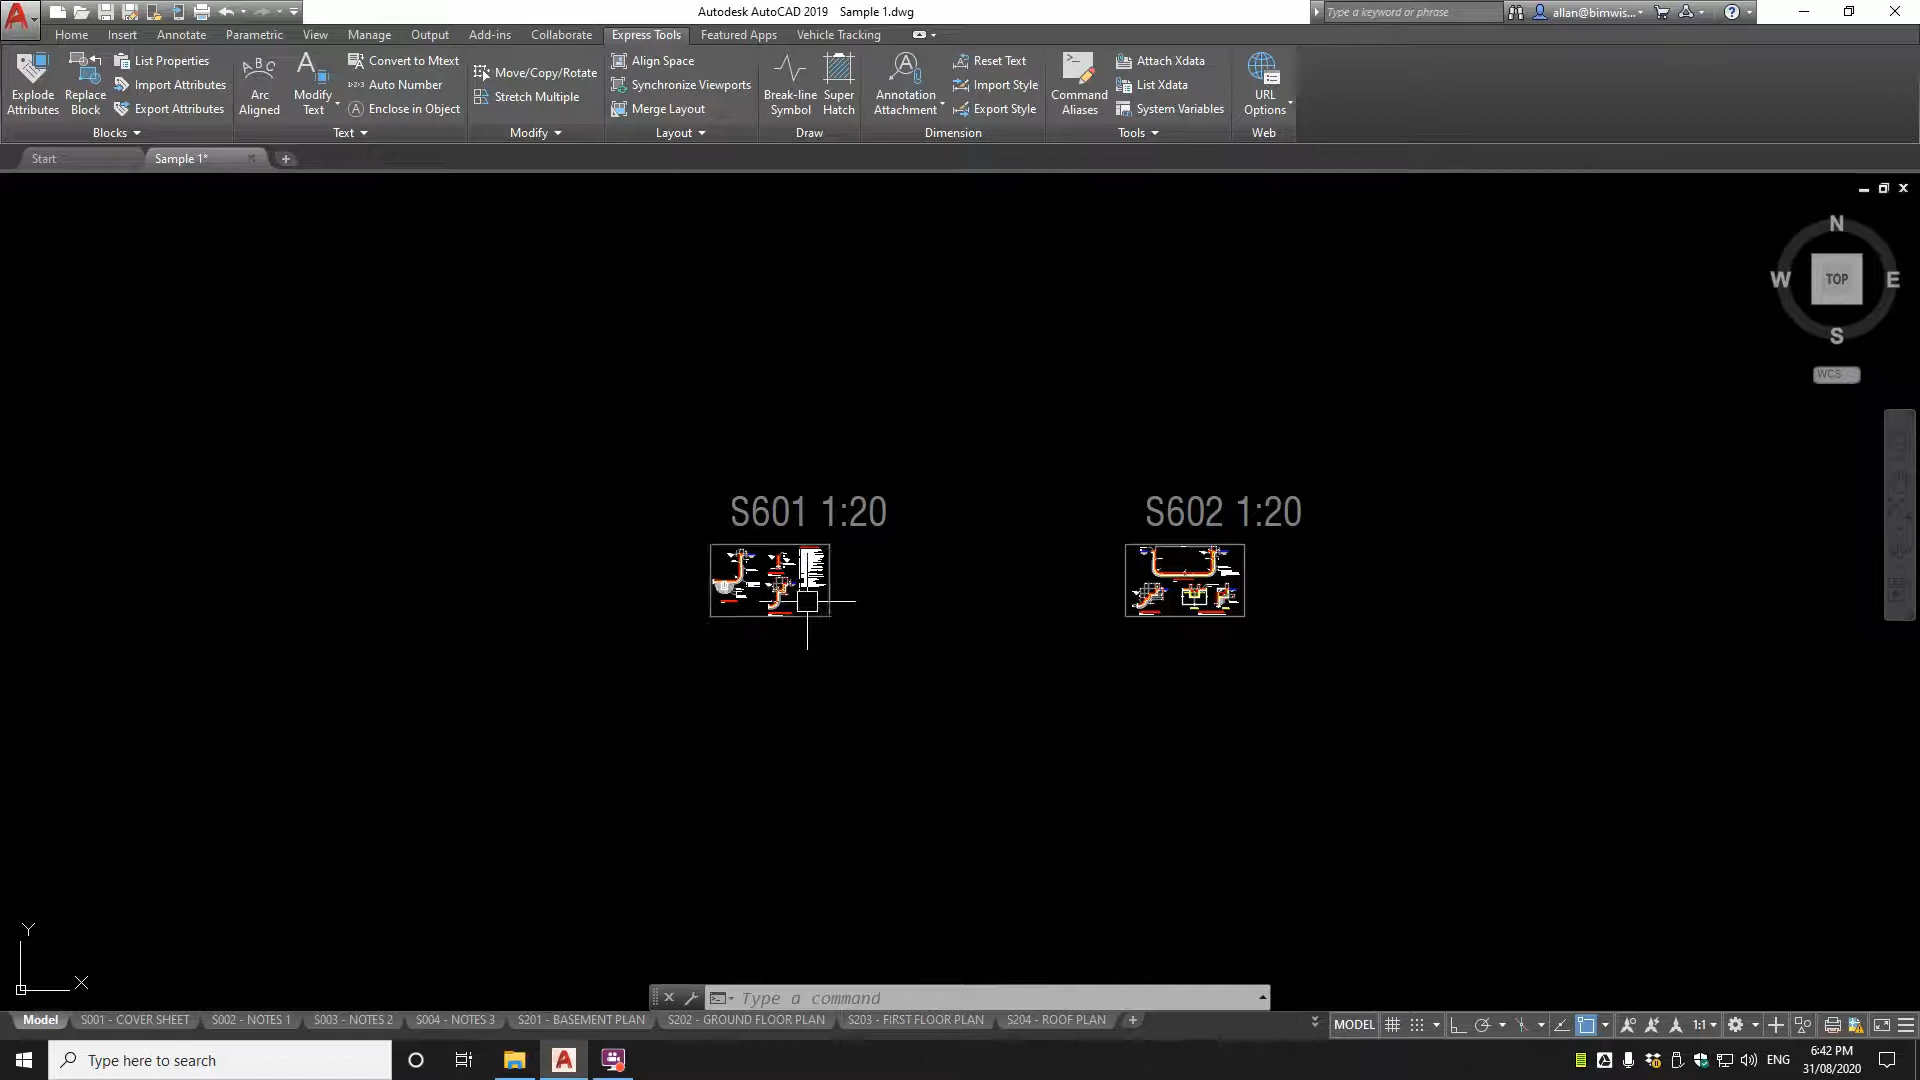 Autodesk AutoCAD 2019 Sample 1.dwg
Type a keyword or phrase
allan@bimwis...
Home Insert Annotate Parametric View Manage Output Add-ins Collaborate Express Tools Featured Apps Vehicle Tracking
Explode Attributes
Replace Block
List Properties
Import Attributes
Export Attributes
Blocks
ABC
Arc Aligned
Modify Text
Convert to Mtext
Auto Number
Enclose in Object
Text
Move/Copy/Rotate
Stretch Multiple
Modify
Align Space
Synchronize Viewports
Merge Layout
Layout
Break-line Symbol
Super Hatch
Draw
Annotation Attachment
Reset Text
Import Style
Export Style
Dimension
Command Aliases
Attach Xdata
List Xdata
System Variables
Tools
URL Options
Web
Start
Sample 1*
N
W TOP E
S
WCS
S601 1:20
S602 1:20
Y
X
Type a command
Model S001 - COVER SHEET S002 - NOTES 1 S003 - NOTES 2 S004 - NOTES 3 S201 - BASEMENT PLAN S202 - GROUND FLOOR PLAN S203 - FIRST FLOOR PLAN S204 - ROOF PLAN
MODEL
1:1
Type here to search
ENG
6:42 PM
31/08/2020